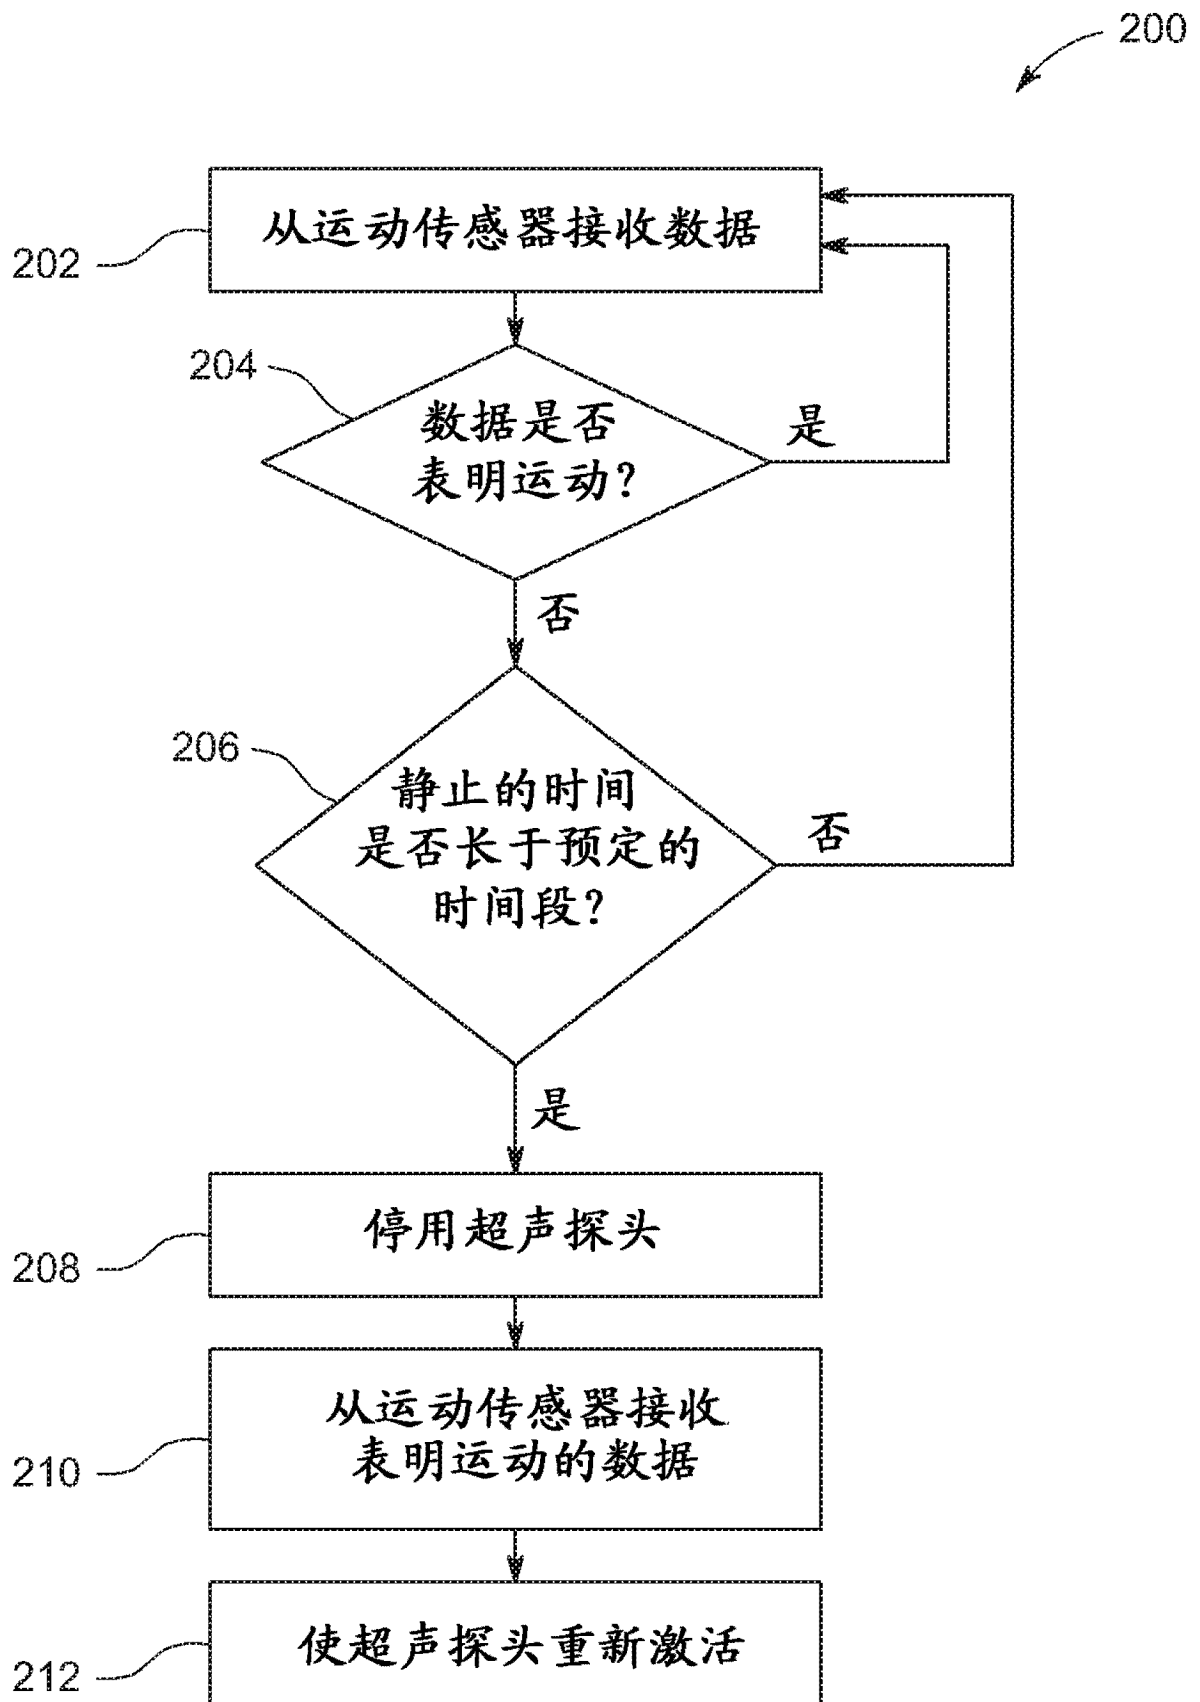 200
从运动传感器接收数据
202
204
数据是否
表明运动?
是
否
206
静止的时间
是否长于预定的
时间段?
否
是
停用超声探头
208
从运动传感器接收
表明运动的数据
210
使超声探头重新激活
212